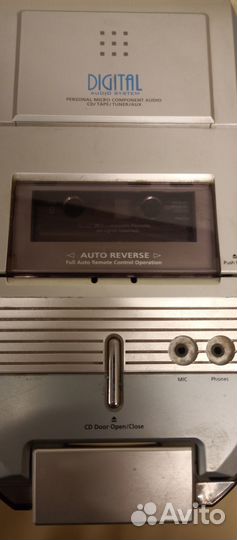 DIGITAL
AUDIO SYSTEM
PERSONAL MICRO COMPONENT AUDIO
CD/TAPE/TUNER/AUX
◁ AUTO REVERSE ▷
Full Auto Remote Control Operation
Push
MIC
Phones
CD Door Open/Close
Avito